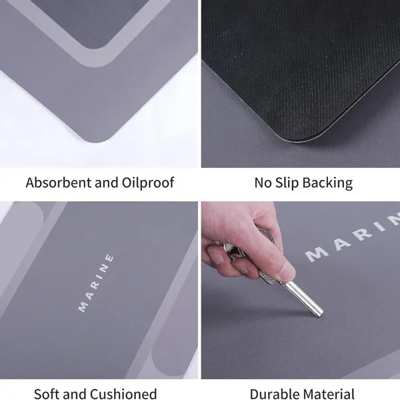 Absorbent and Oilproof
No Slip Backing
MARINE
MARINE
Soft and Cushioned
Durable Material